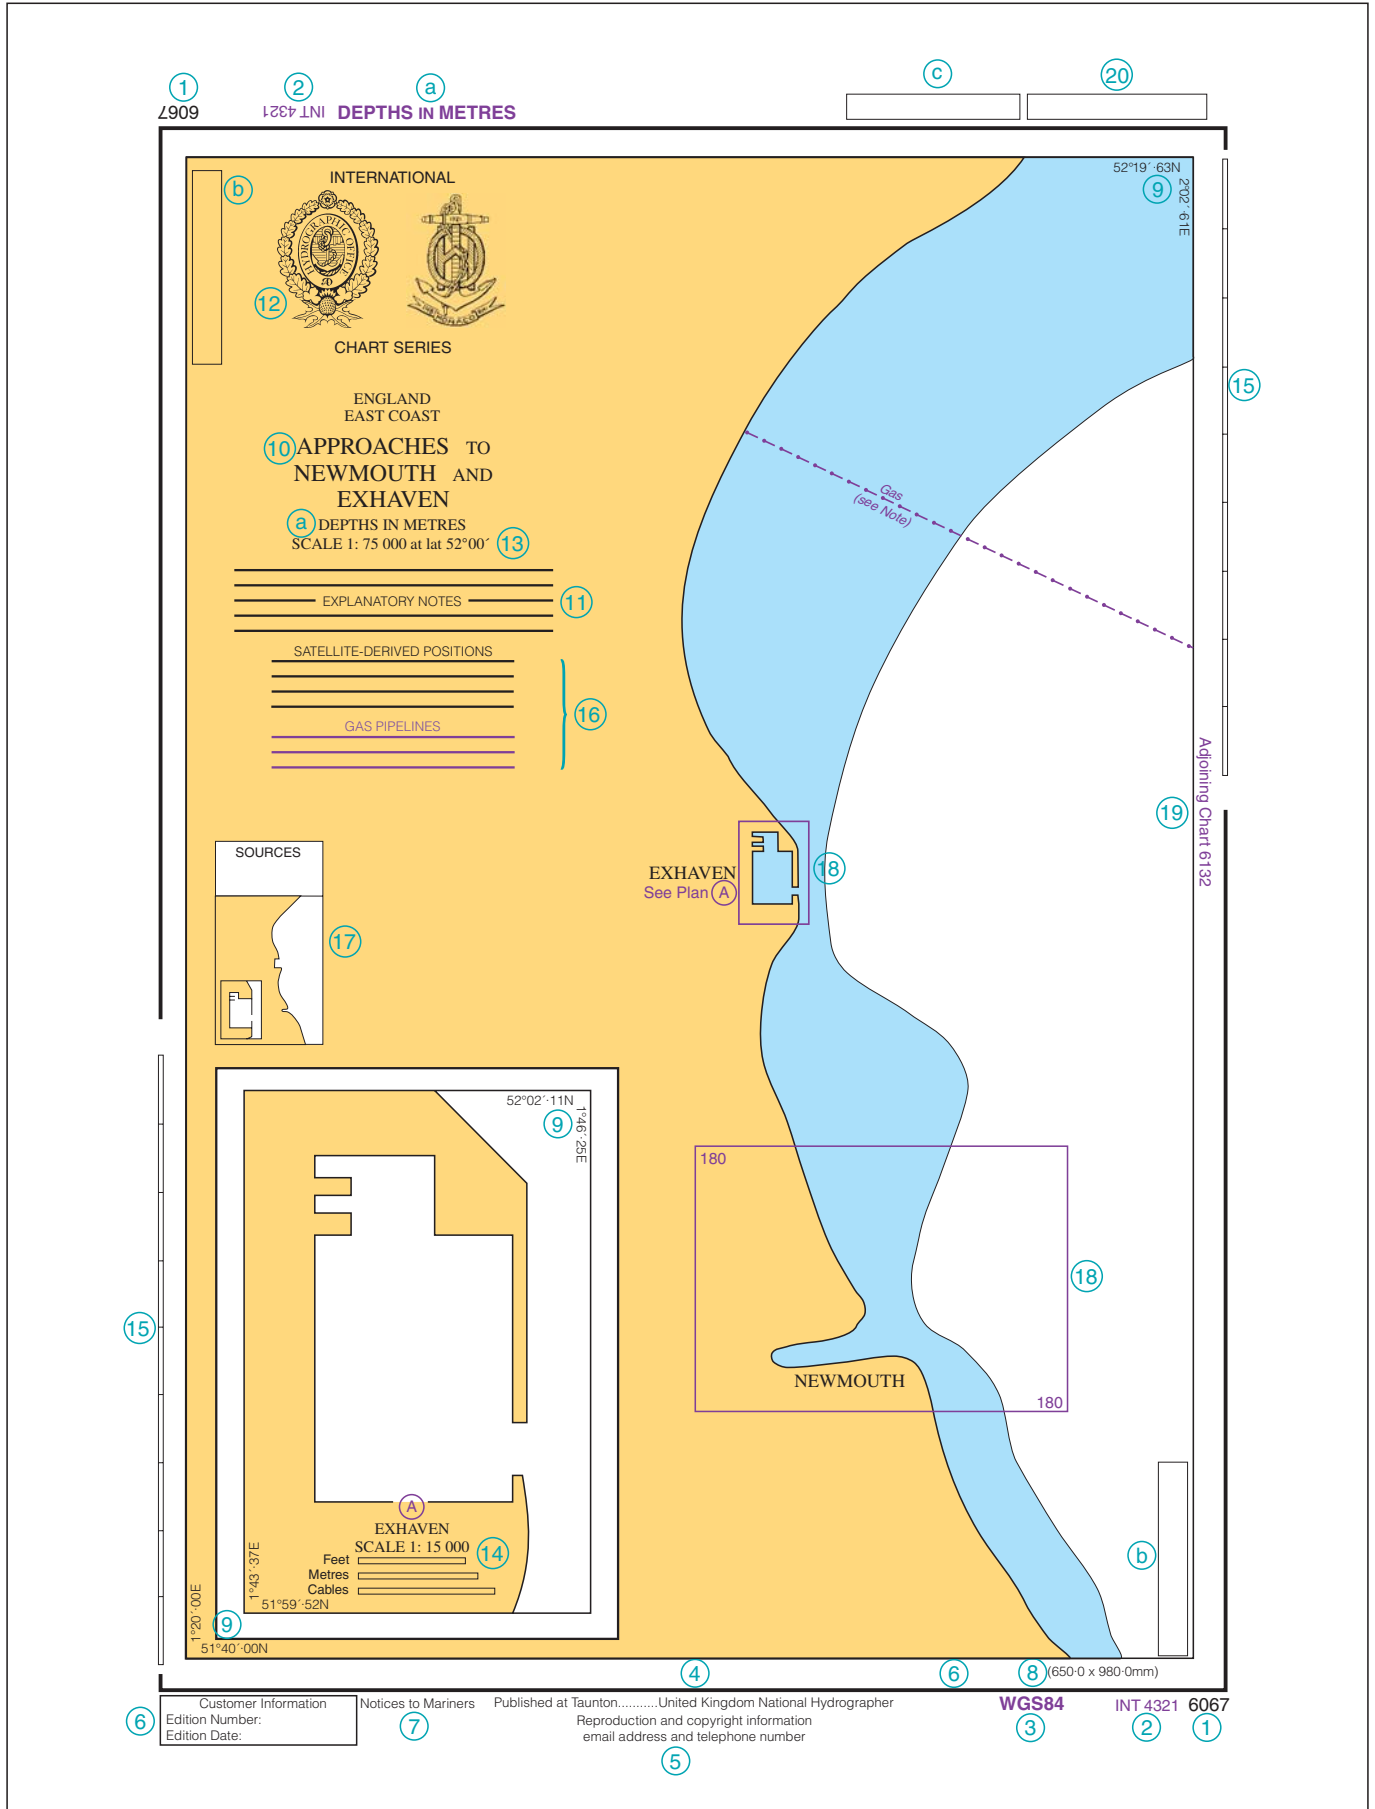 1
2
a
c
20
6067
INT 4321
DEPTHS IN METRES
b
INTERNATIONAL
HYDROGRAPHIC OFFICE
MONACO
12
CHART SERIES
52°19´·63N
9
2°02´·61E
15
ENGLAND
EAST COAST
10
APPROACHES TO
NEWMOUTH AND
EXHAVEN
a
DEPTHS IN METRES
SCALE 1: 75 000 at lat 52°00´
13
EXPLANATORY NOTES
11
SATELLITE-DERIVED POSITIONS
16
GAS PIPELINES
Gas
(see Note)
Adjoining Chart 6132
19
SOURCES
17
EXHAVEN
See Plan A
18
52°02´·11N
9
1°46´·25E
180
18
180
NEWMOUTH
15
A
EXHAVEN
SCALE 1: 15 000
14
Feet
Metres
Cables
1°43´·37E
51°59´·52N
1°20´·00E
9
51°40´·00N
b
4
6
8
(650·0 x 980·0mm)
6
Customer Information
Edition Number:
Edition Date:
Notices to Mariners
7
Published at Taunton..........United Kingdom National Hydrographer
Reproduction and copyright information
email address and telephone number
5
WGS84
3
INT 4321
2
6067
1